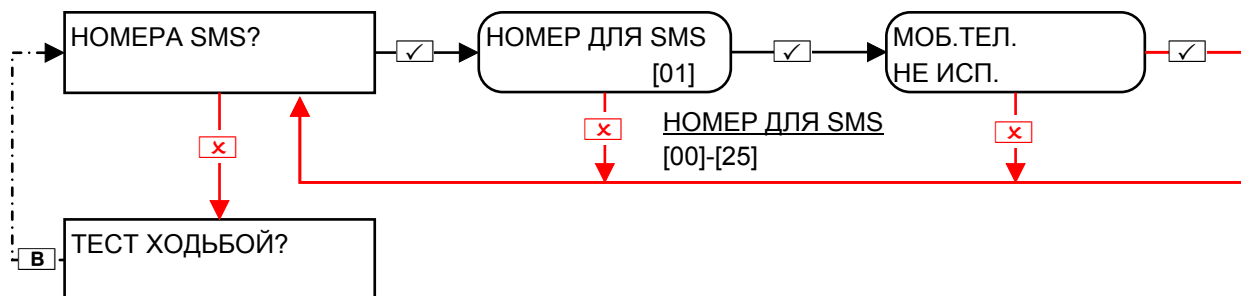 НОМЕРА SMS?
✓
НОМЕР ДЛЯ SMS
[01]
✓
МОБ.ТЕЛ.
НЕ ИСП.
✓
✗
✗
НОМЕР ДЛЯ SMS
[00]-[25]
✗
B
ТЕСТ ХОДЬБОЙ?